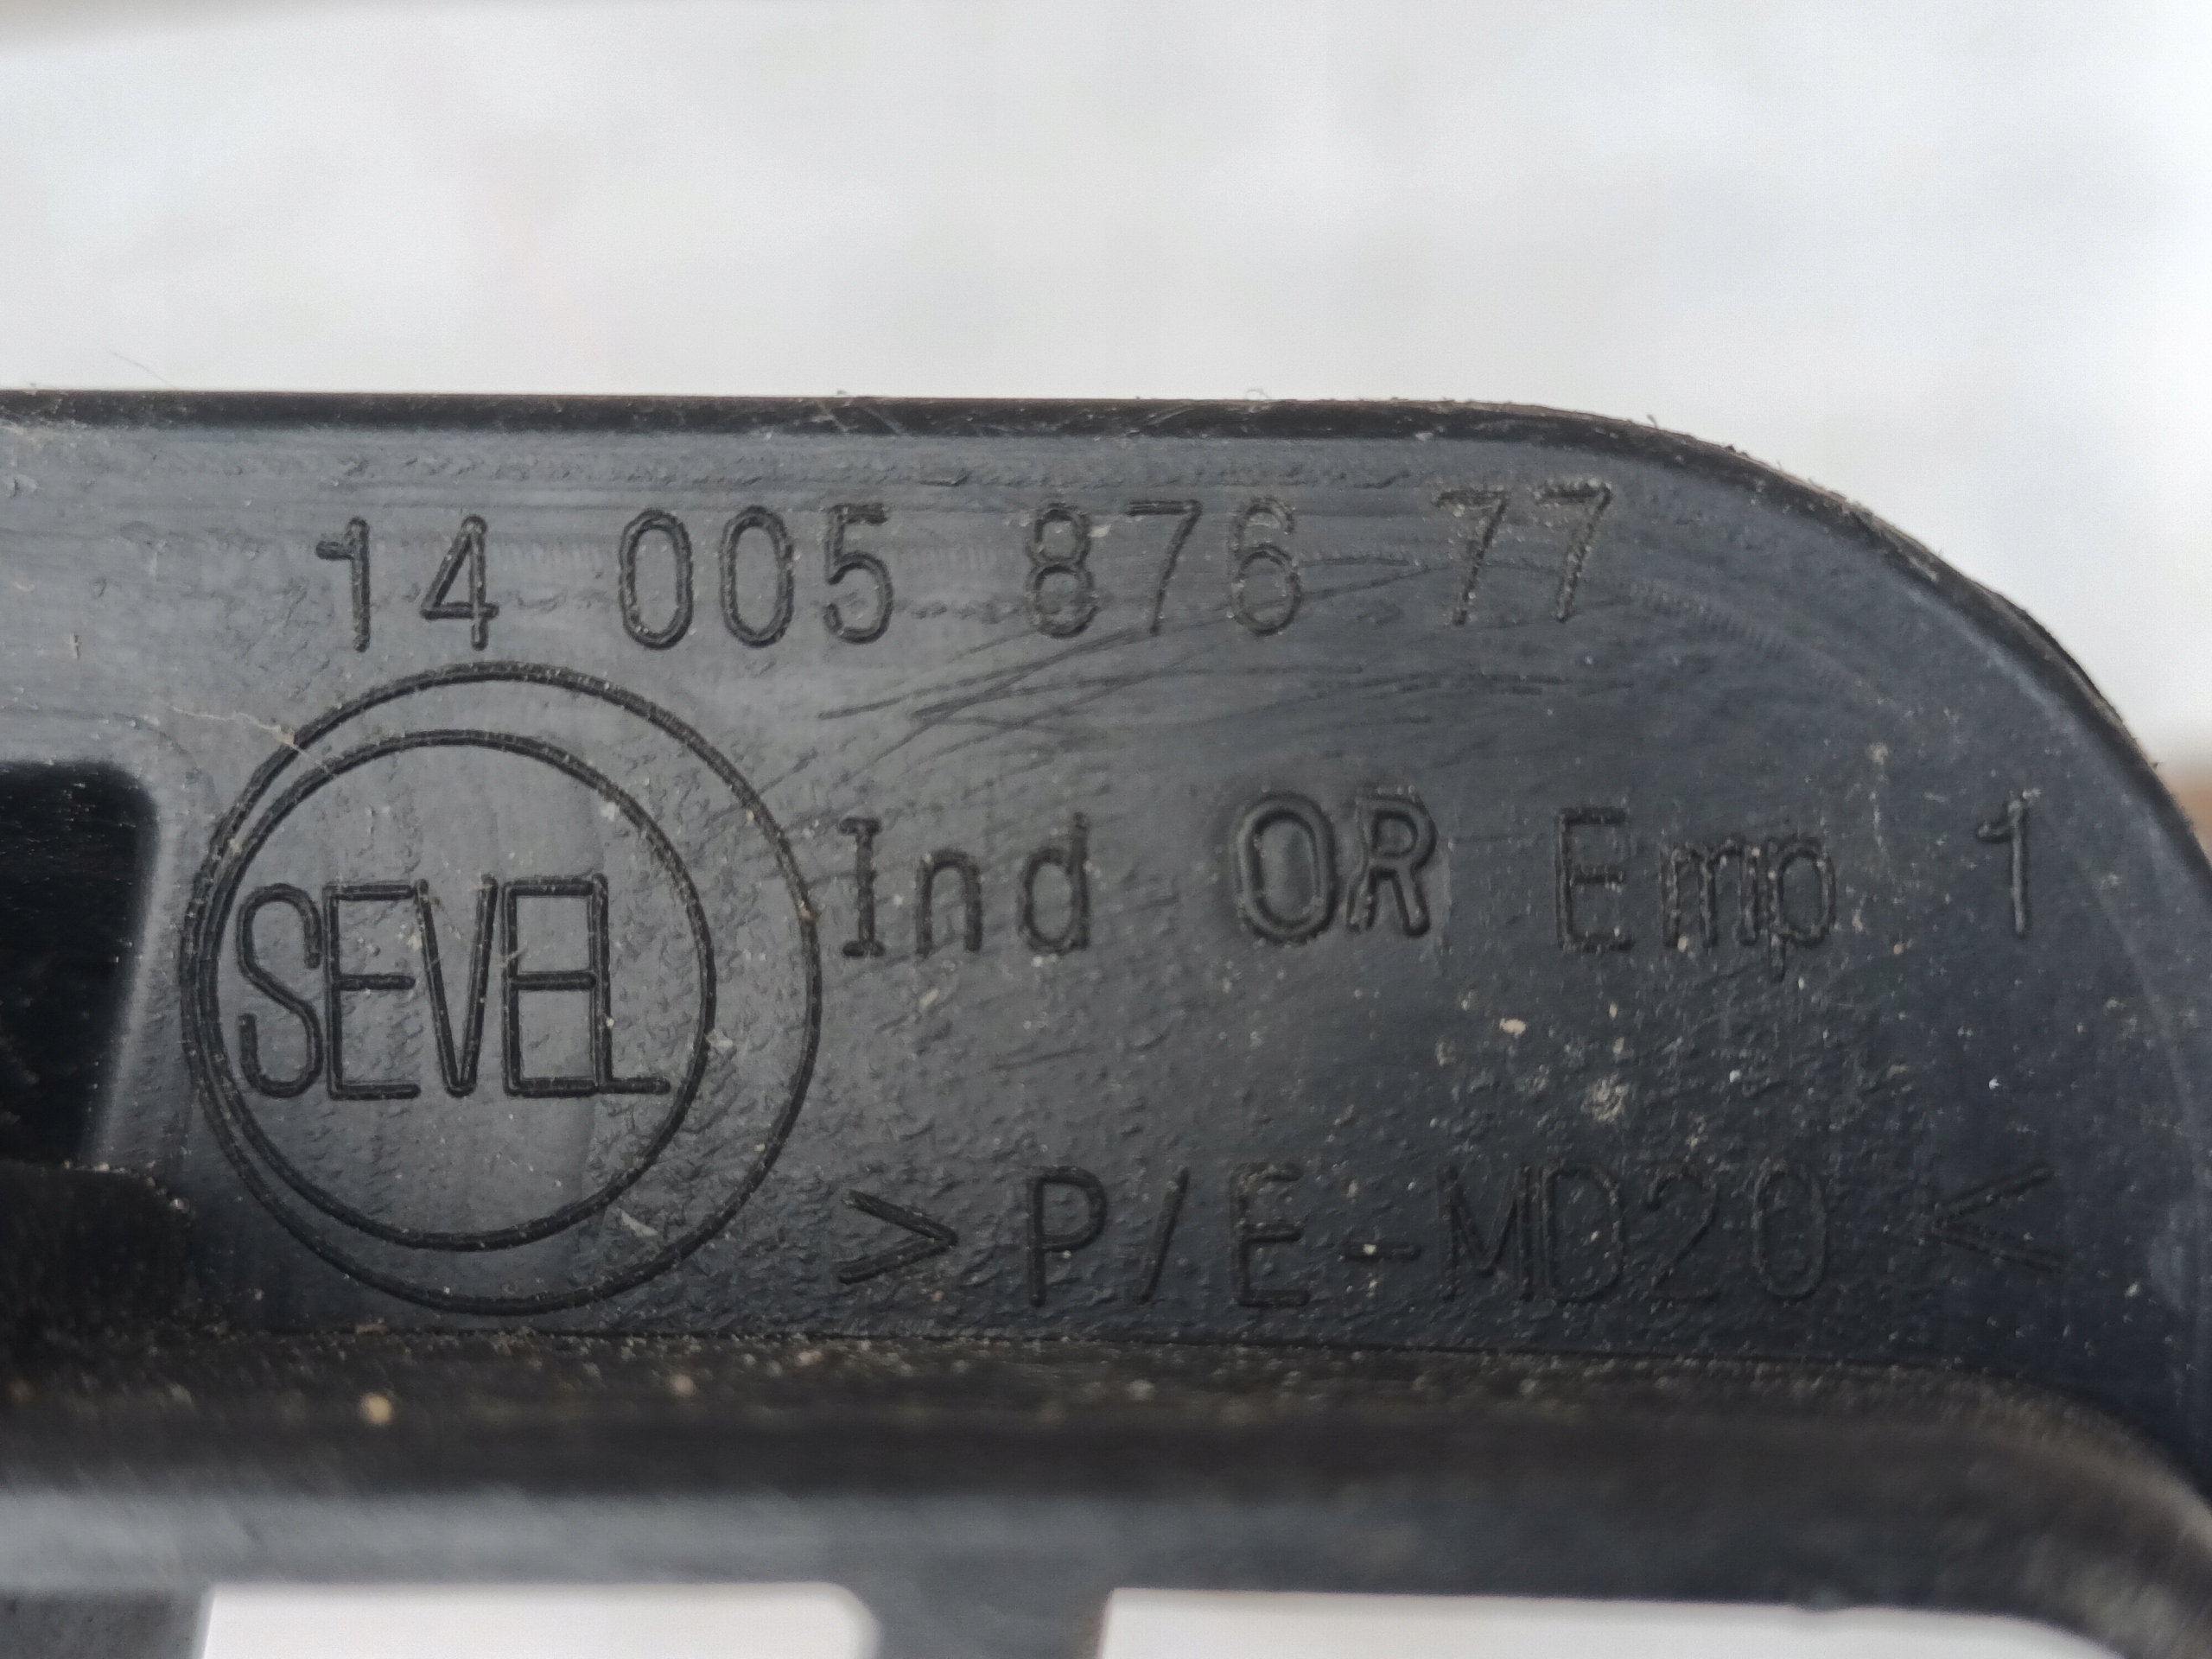 14 005 876 77
SEVEL
Ind OR Emp 1
> P/E-MD20 <